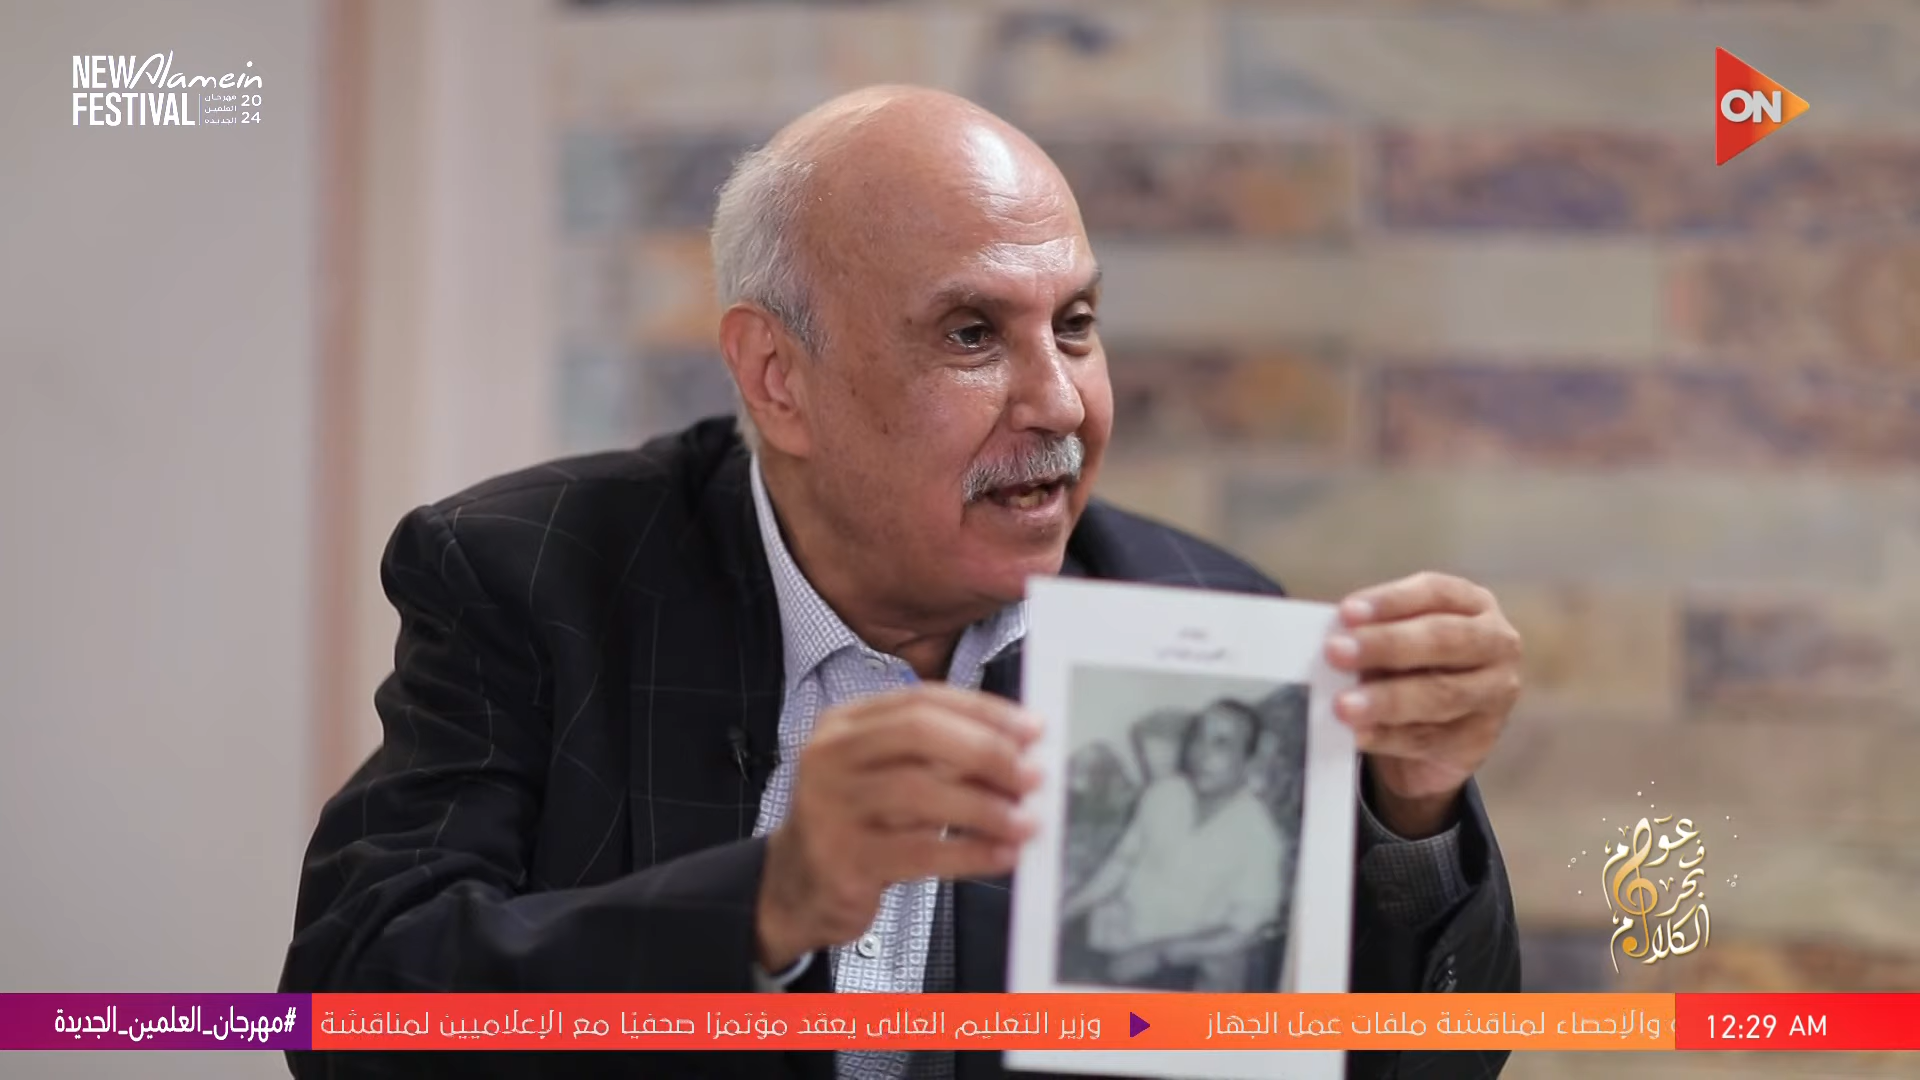 NEW Alamein
FESTIVAL
مهرجان
العلمين
الجديدة
20
24
ON
عوم
في
بحر
الكلام
#مهرجان_العلمين_الجديدة
والإحصاء لمناقشة ملفات عمل الجهاز
وزير التعليم العالى يعقد مؤتمرًا صحفيًا مع الإعلاميين لمناقشة
12:29 AM